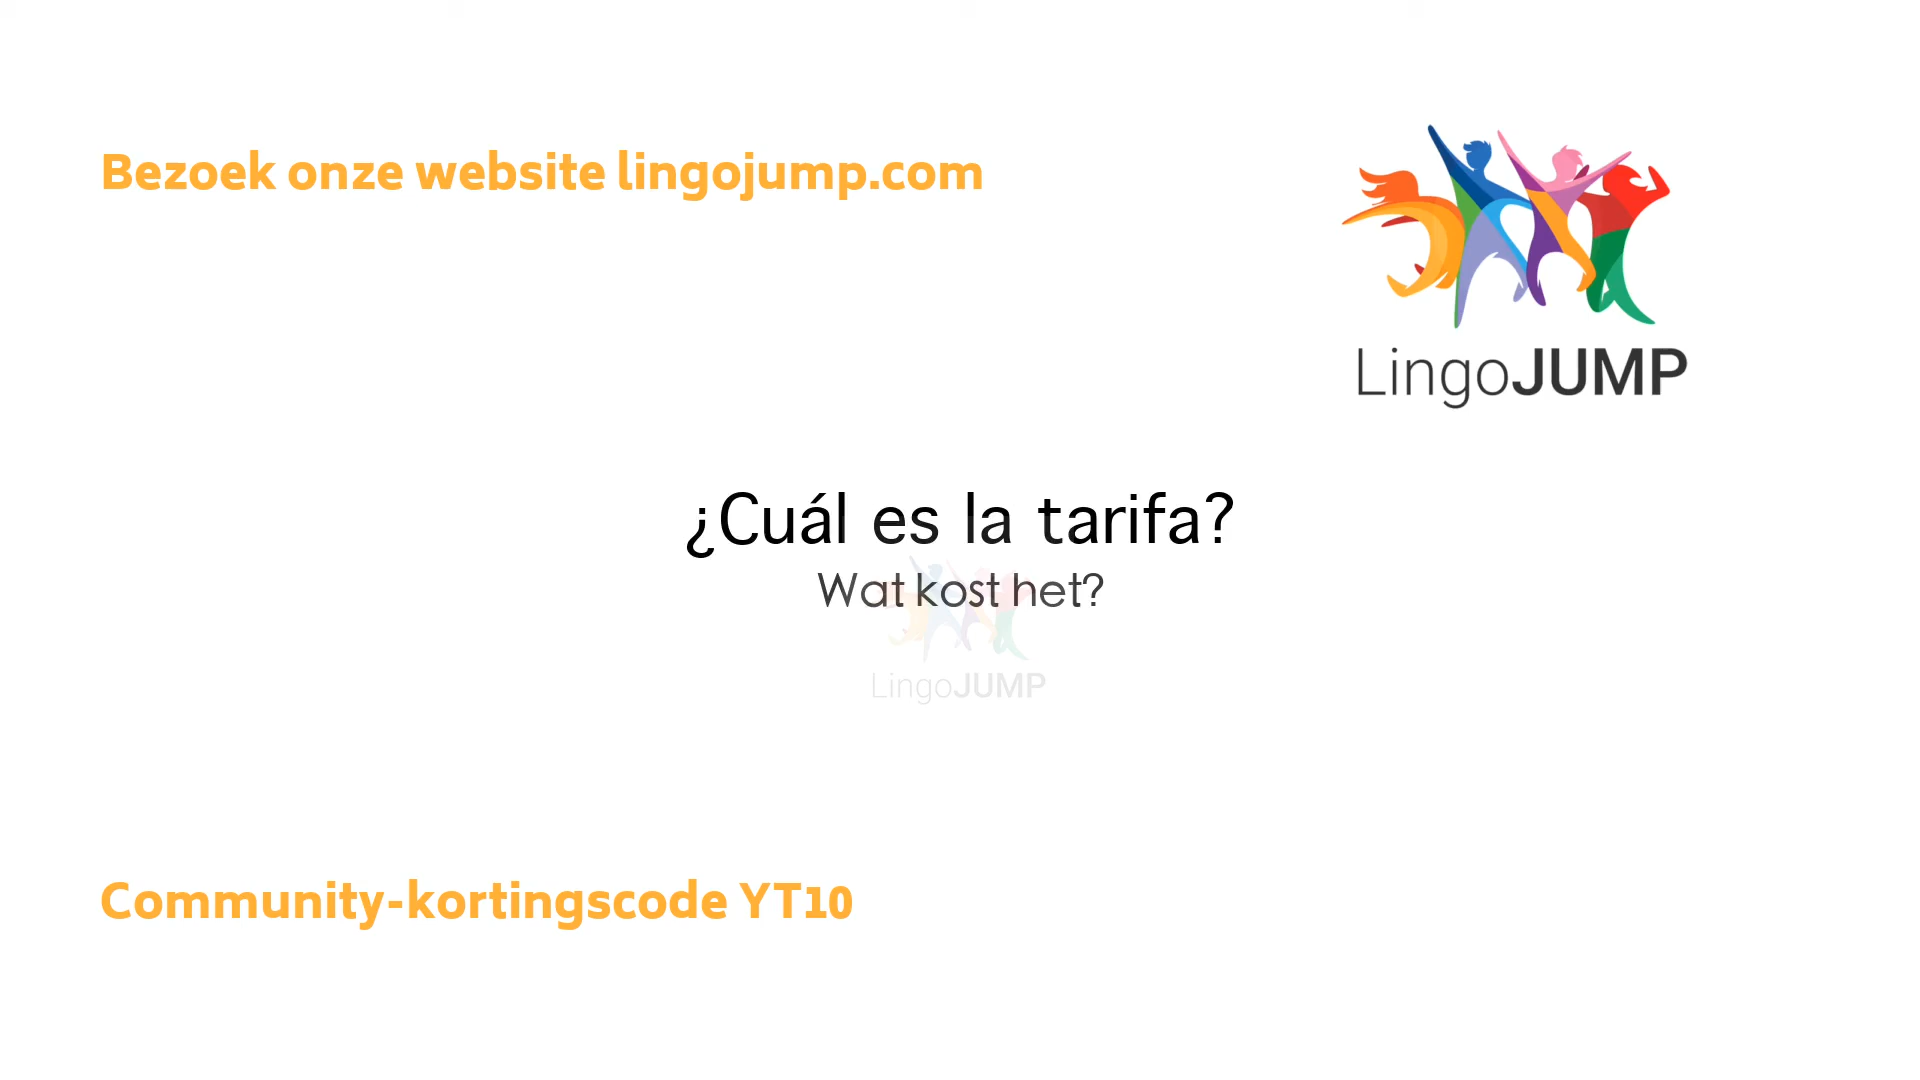 Bezoek onze website lingojump.com
LingoJUMP
¿Cuál es la tarifa?
Wat kost het?
LingoJUMP
Community-kortingscode YT10